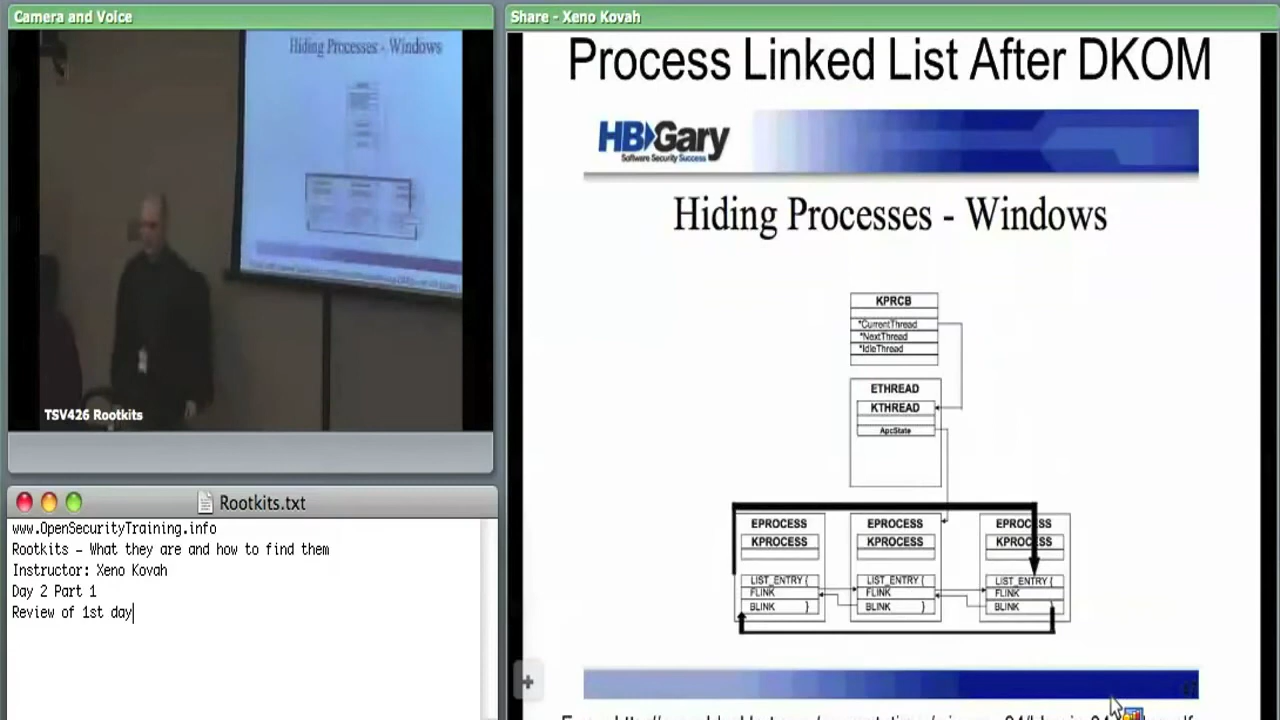 Camera and Voice
Hiding Processes - Windows
TSV426 Rootkits
Rootkits.txt
www.OpenSecurityTraining.info
Rootkits - What they are and how to find them
Instructor: Xeno Kovah
Day 2 Part 1
Review of 1st day
Share - Xeno Kovah
Process Linked List After DKOM
HBGary
Software Security Success
Hiding Processes - Windows
KPRCB
*CurrentThread
*NextThread
*IdleThread
ETHREAD
KTHREAD
ApcState
EPROCESS EPROCESS EPROCESS
KPROCESS KPROCESS KPROCESS
LIST_ENTRY { LIST_ENTRY { LIST_ENTRY {
FLINK FLINK FLINK
BLINK } BLINK } BLINK }